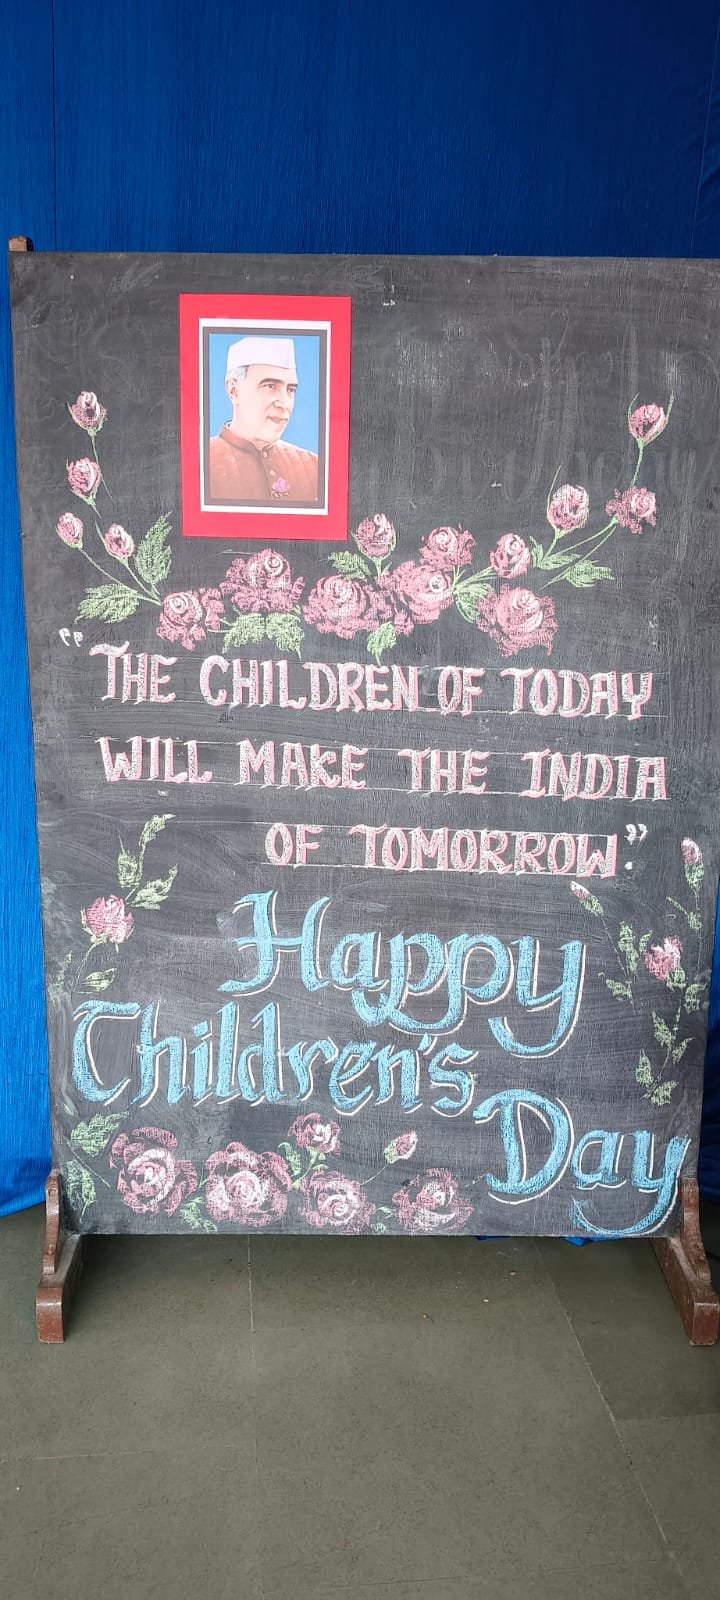 “THE CHILDREN OF TODAY
WILL MAKE THE INDIA
OF TOMORROW”.
Happy
Children's
Day